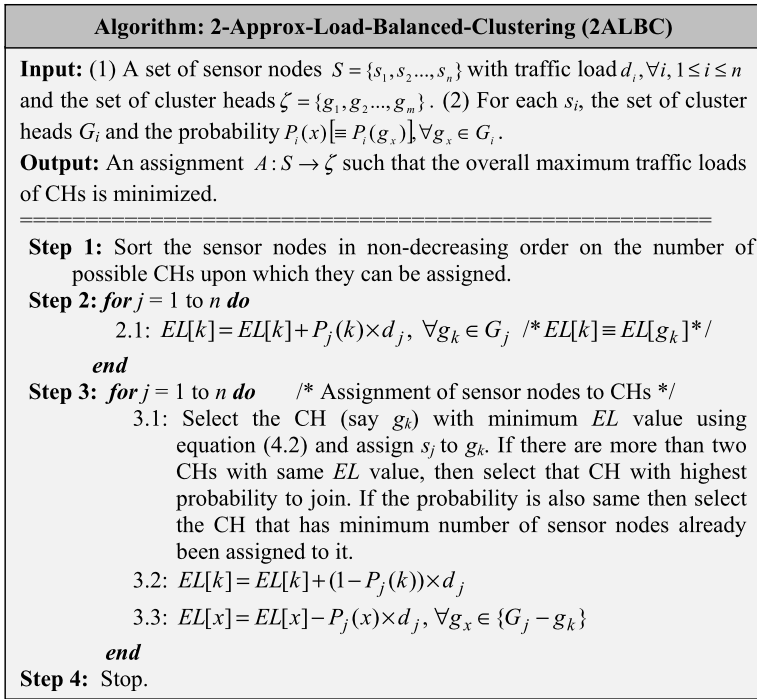 Algorithm: 2-Approx-Load-Balanced-Clustering (2ALBC)
Input: (1) A set of sensor nodes S = {s₁, s₂..., sₙ} with traffic load dᵢ, ∀i, 1 ≤ i ≤ n
and the set of cluster heads ζ = {g₁, g₂..., gₘ}. (2) For each sᵢ, the set of cluster
heads Gᵢ and the probability Pᵢ(x)[≡ Pᵢ(gₓ)], ∀gₓ ∈ Gᵢ.
Output: An assignment A : S → ζ such that the overall maximum traffic loads
of CHs is minimized.
=====================================================
Step 1: Sort the sensor nodes in non-decreasing order on the number of
possible CHs upon which they can be assigned.
Step 2: for j = 1 to n do
2.1: EL[k] = EL[k] + Pⱼ(k) × dⱼ, ∀gₖ ∈ Gⱼ /*EL[k] ≡ EL[gₖ]*/
end
Step 3: for j = 1 to n do /* Assignment of sensor nodes to CHs */
3.1: Select the CH (say gₖ) with minimum EL value using
equation (4.2) and assign sⱼ to gₖ. If there are more than two
CHs with same EL value, then select that CH with highest
probability to join. If the probability is also same then select
the CH that has minimum number of sensor nodes already
been assigned to it.
3.2: EL[k] = EL[k] + (1 − Pⱼ(k)) × dⱼ
3.3: EL[x] = EL[x] − Pⱼ(x) × dⱼ, ∀gₓ ∈ {Gⱼ − gₖ}
end
Step 4: Stop.